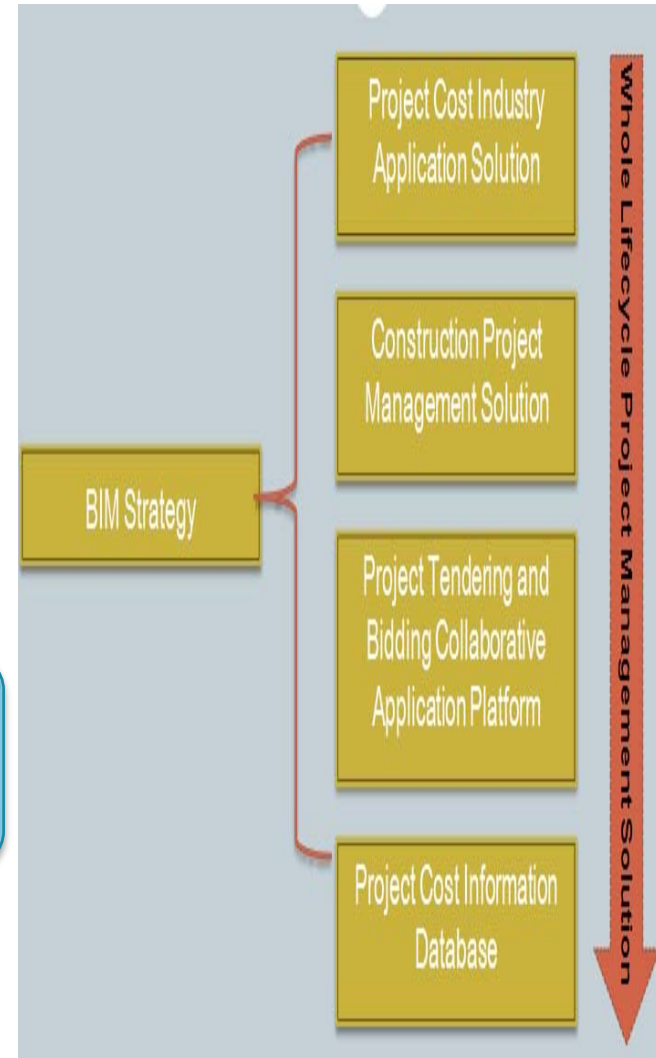 Project Cost Industry
Application Solution
Construction Project
Management Solution
BIM Strategy
Project Tendering and
Bidding Collaborative
Application Platform
Project Cost Information
Database
Whole Lifecycle Project Management Solution